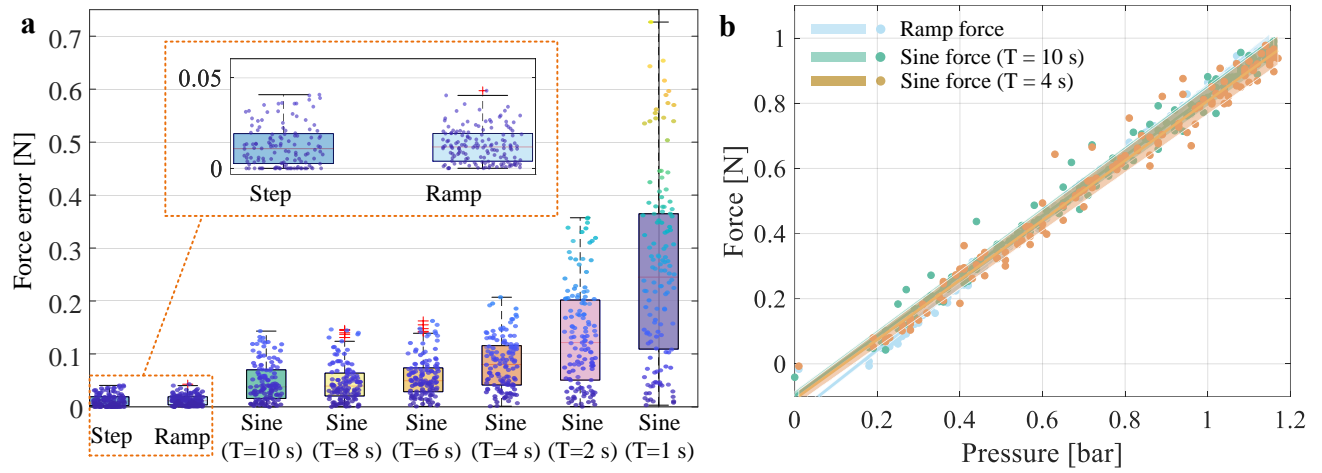 a
Force error [N]
0.7
0.6
0.5
0.4
0.3
0.2
0.1
0
0.05
0
Step
Ramp
Step
Ramp
Sine
(T=10 s)
Sine
(T=8 s)
Sine
(T=6 s)
Sine
(T=4 s)
Sine
(T=2 s)
Sine
(T=1 s)
b
Ramp force
Sine force (T = 10 s)
Sine force (T = 4 s)
Force [N]
1
0.8
0.6
0.4
0.2
0
0
0.2
0.4
0.6
0.8
1
1.2
Pressure [bar]